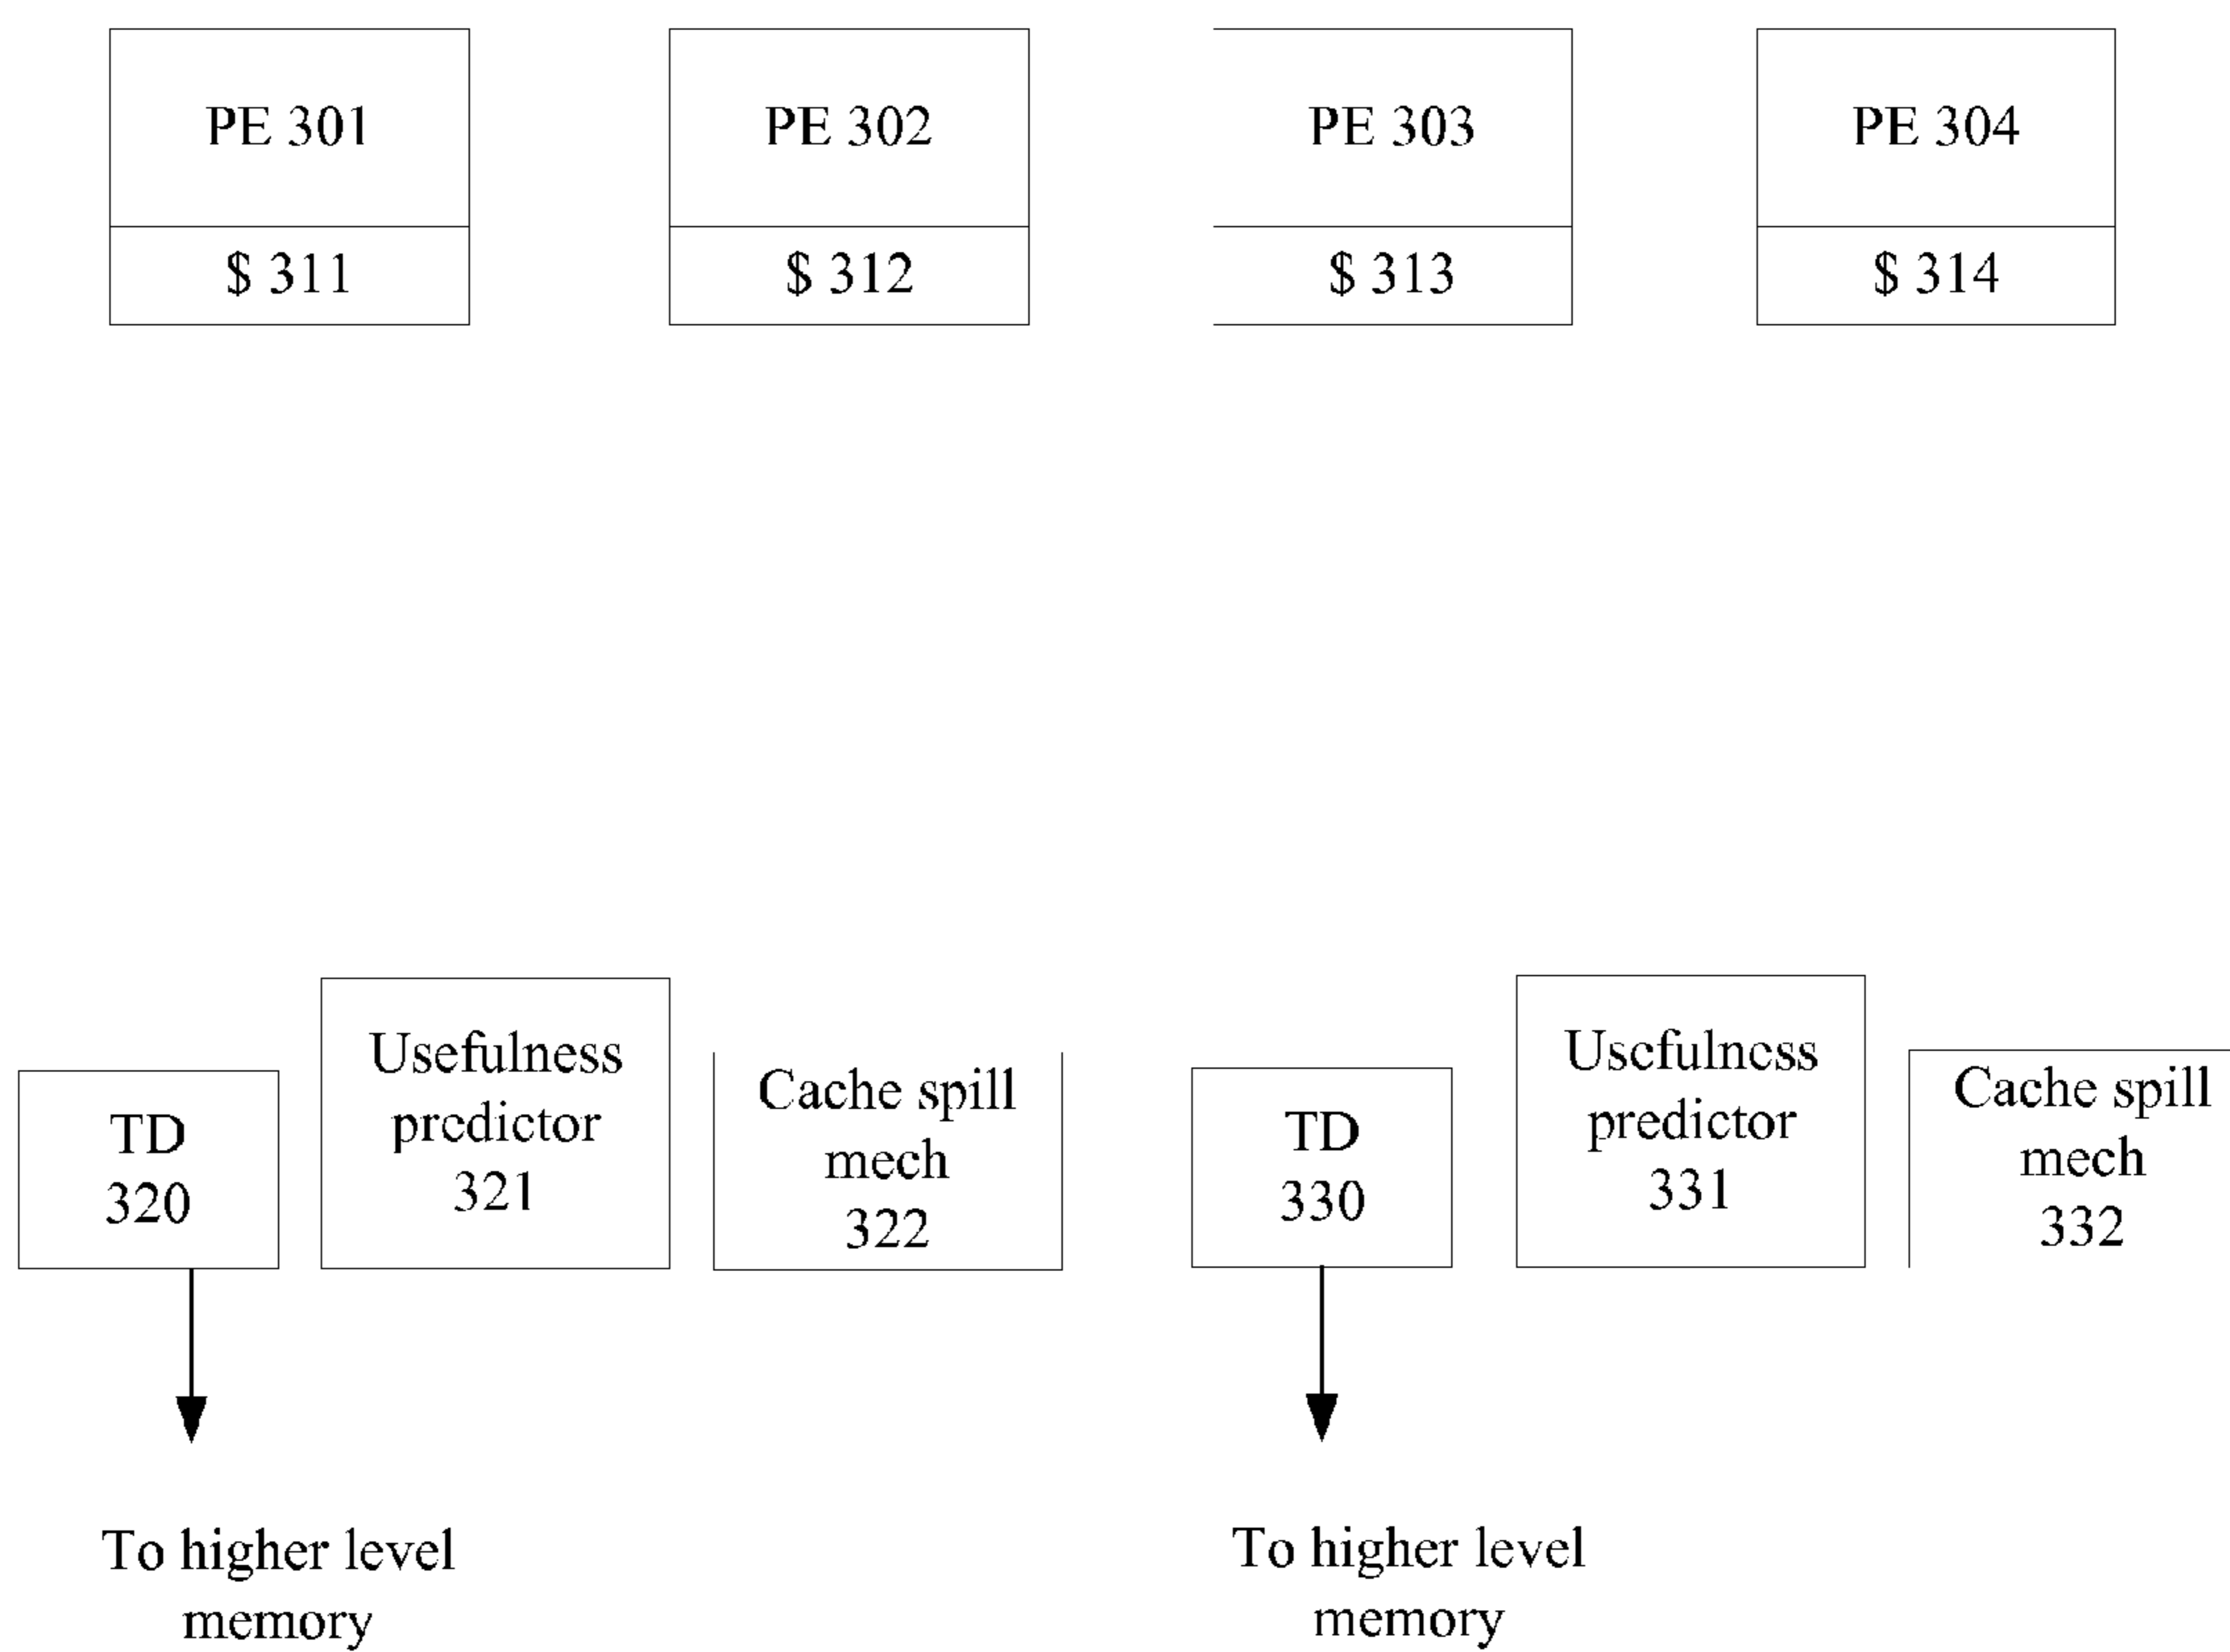 PE 301
PE 302
PE 303
PE 304
$ 311
$ 312
$ 313
$ 314
TD
320
Usefulness
predictor
321
Cache spill
mech
322
TD
330
Usefulness
predictor
331
Cache spill
mech
332
To higher level
memory
To higher level
memory